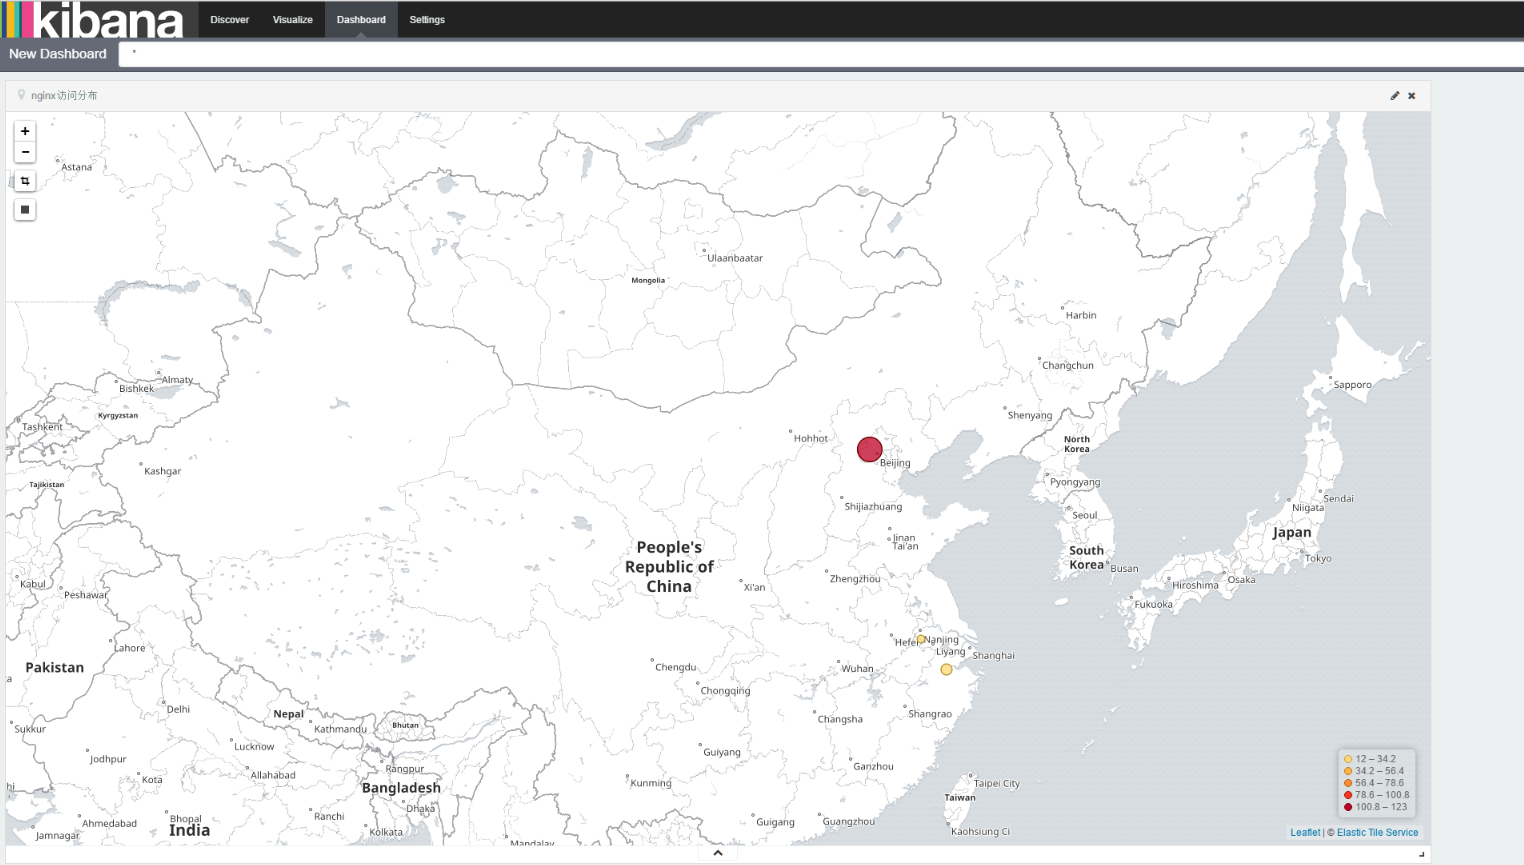 kibana
Discover Visualize Dashboard Settings
New Dashboard *
nginx访问分布
+
−
Astana
Ulaanbaatar
Mongolia
Harbin
Changchun
Almaty
Bishkek
Sapporo
Kyrgyzstan
Shenyang
Tashkent
Hohhot
North
Korea
Beijing
Kashgar
Tajikistan
Pyongyang
Sendai
Shijiazhuang
Niigata
Seoul
Jinan
Tai'an
Japan
People's
Republic of
China
South
Korea
Tokyo
Busan
Zhengzhou
Osaka
Kabul
Xi'an
Hiroshima
Peshawar
Fukuoka
Nanjing
Hefei
Lahore
Liyang
Shanghai
Pakistan
Chengdu
Wuhan
Chongqing
Delhi
Nepal
Shangrao
Changsha
Bhutan
Sukkur
Kathmandu
Lucknow
Guiyang
Jodhpur
12 – 34.2
Ganzhou
Rangpur
34.2 – 56.4
Allahabad
Kota
Kunming
Taipei City
56.4 – 78.6
hi
Bangladesh
78.6 – 100.8
Taiwan
100.8 – 123
Dhaka
Ranchi
Bhopal
Ahmedabad
Guigang
Guangzhou
India
Kolkata
Kaohsiung Ci
Jamnagar
Leaflet | © Elastic Tile Service
Mandalay